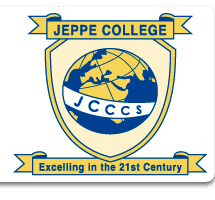 JEPPE COLLEGE
JCCCS
Excelling in the 21st Century